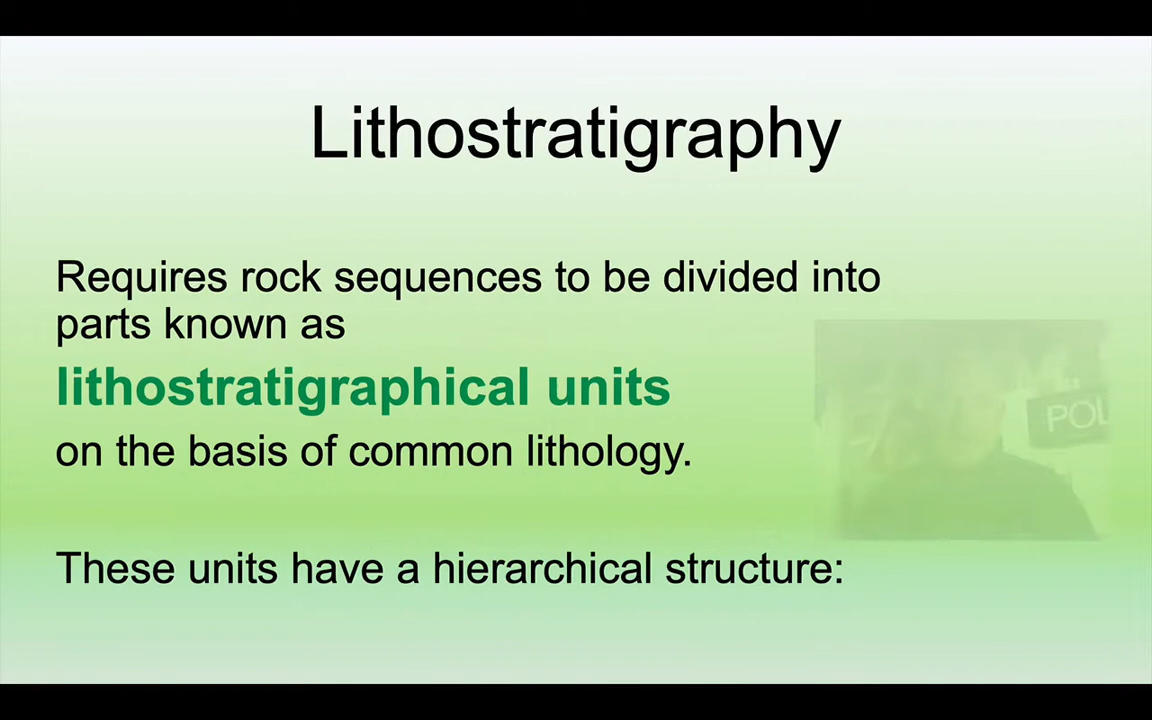 Lithostratigraphy
Requires rock sequences to be divided into
parts known as
lithostratigraphical units
on the basis of common lithology.
POL
These units have a hierarchical structure: